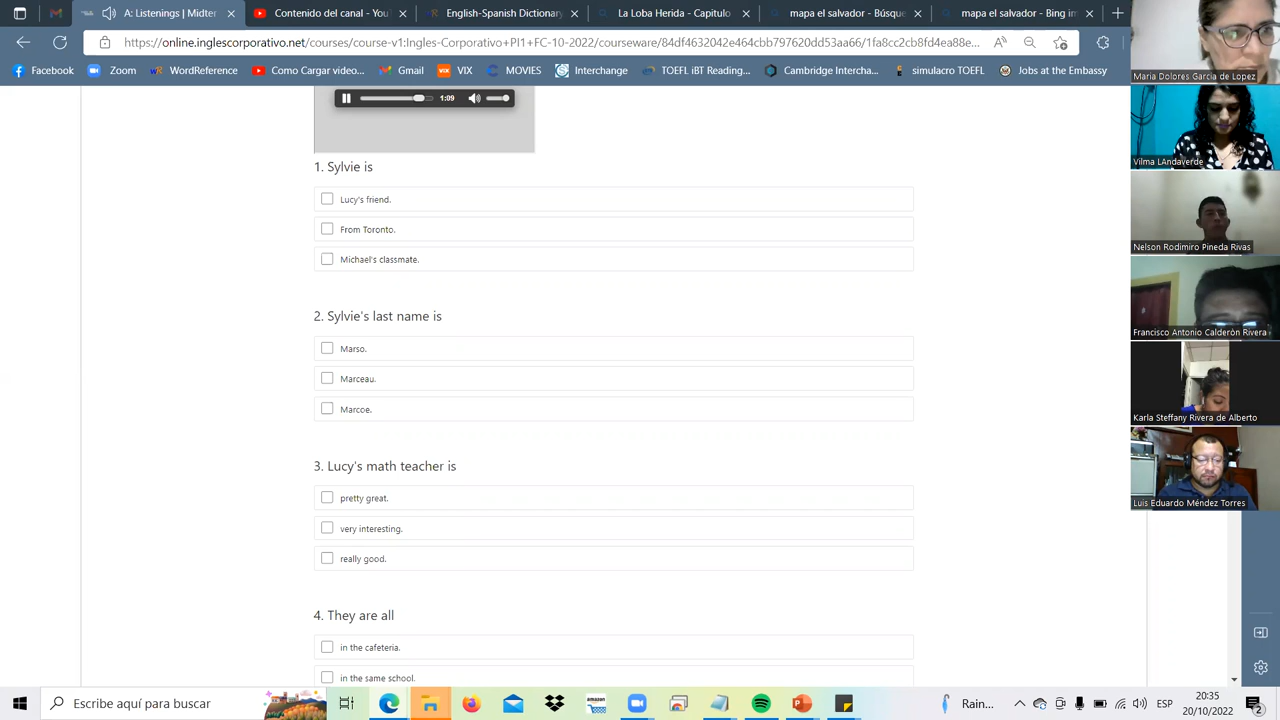 A: Listenings | Midter
Contenido del curso - You
English-Spanish Dictionary
La Loba Herida - Capitulo
mapa el salvador - Búsque
mapa el salvador - Bing im
https://online.inglescorporativo.net/courses/course-v1:Ingles-Corporativo+PI1+FC-10-2022/courseware/84df4632042e464cbb797620dd53aa66/1fa8cc2cb8fd4ea88e...
Facebook
Zoom
WordReference
Como Cargar video...
Gmail
VIX
MOVIES
Interchange
TOEFL iBT Reading...
Cambridge Intercha...
simulacro TOEFL
Jobs at the Embassy
1:09
1. Sylvie is
Lucy's friend.
From Toronto.
Michael's classmate.
2. Sylvie's last name is
Marso.
Marceau.
Marcoe.
3. Lucy's math teacher is
pretty great.
very interesting.
really good.
4. They are all
in the cafeteria.
in the same school.
Maria Dolores Garcia de Lopez
Vilma LAndaverde
Nelson Rodimiro Pineda Rivas
Francisco Antonio Calderón Rivera
Karla Steffany Rivera de Alberto
Luis Eduardo Méndez Torres
Escribe aquí para buscar
Rain...
ESP
20:35
20/10/2022
2